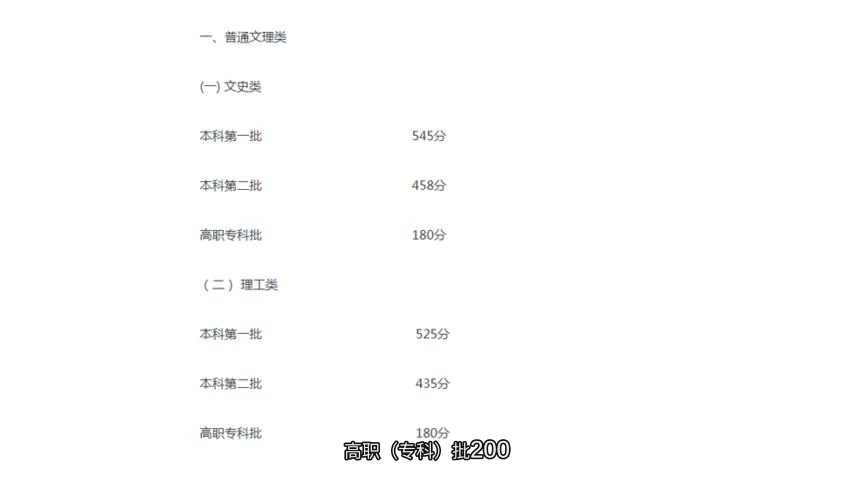 一、普通文理类
(一) 文史类
本科第一批 545分
本科第二批 458分
高职专科批 180分
（二）理工类
本科第一批 525分
本科第二批 435分
高职专科批 180分
高职（专科）批200